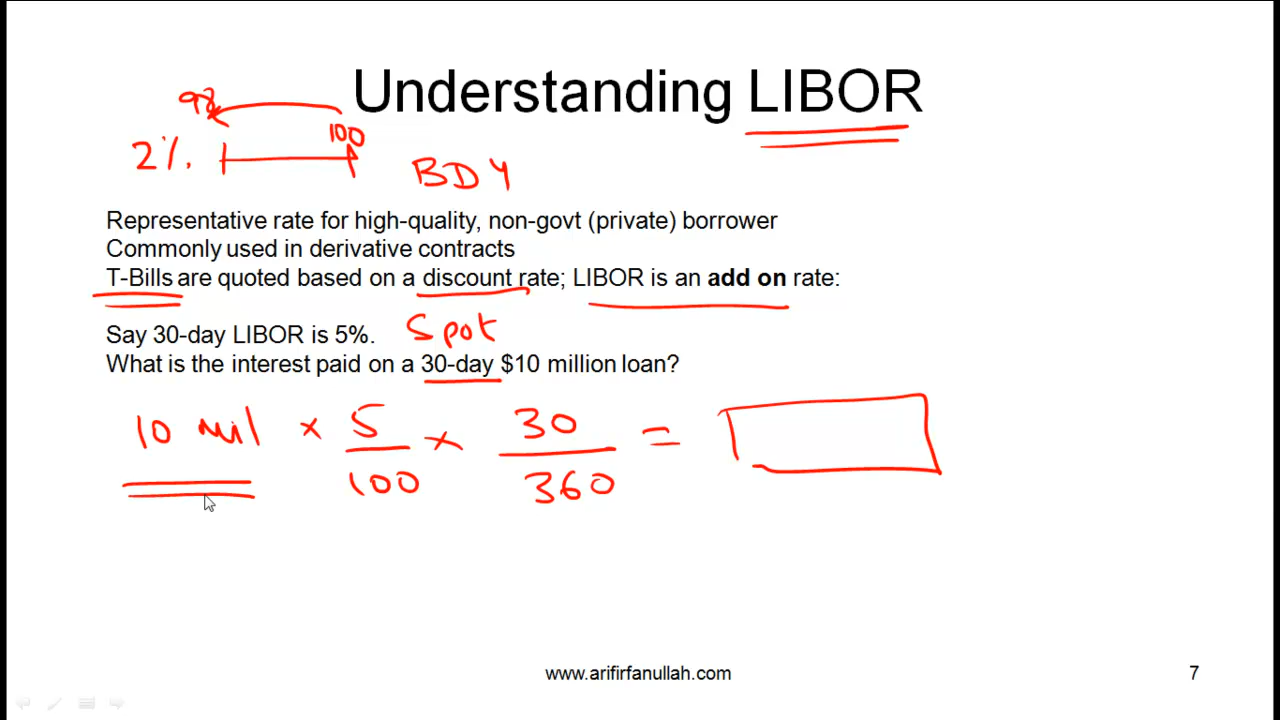 Understanding LIBOR
98
100
2%.
BDY
Representative rate for high-quality, non-govt (private) borrower
Commonly used in derivative contracts
T-Bills are quoted based on a discount rate; LIBOR is an add on rate:
Say 30-day LIBOR is 5%. Spot
What is the interest paid on a 30-day $10 million loan?
10 mil × 5/100 × 30/360 =
www.arifirfanullah.com 7